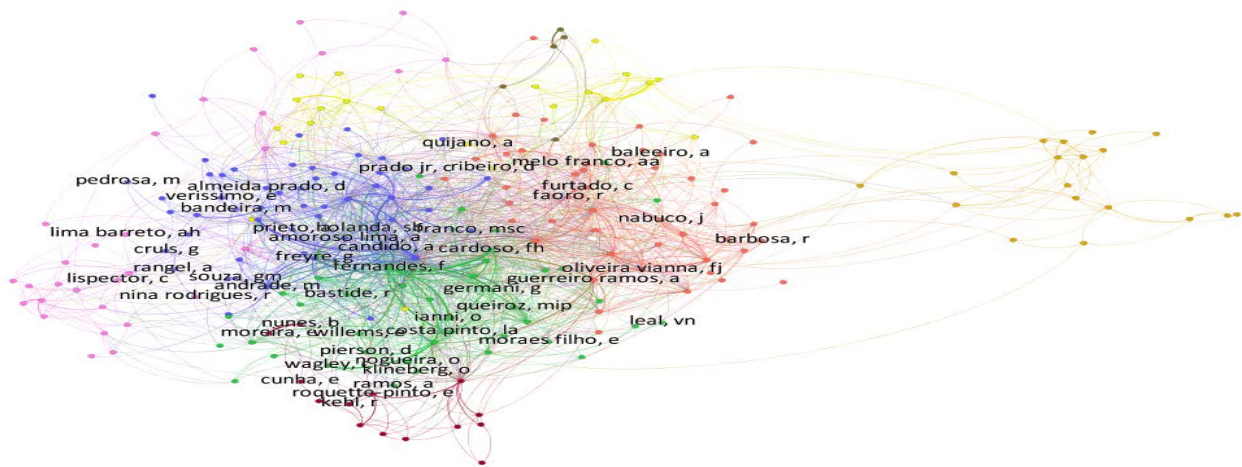 quijano, a
baleeiro, a
prado jr, c
ribeiro, d
melo franco, aa
pedrosa, m
almeida prado, d
furtado, c
verissimo, e
faoro, r
bandeira, m
nabuco, j
lima barreto, ah
prieto, a
holanda, sb
franco, msc
barbosa, r
amoroso lima, a
cruls, g
candido, a
cardoso, fh
freyre, g
rangel, a
fernandes, f
oliveira vianna, fj
lispector, c
souza, gm
guerreiro ramos, a
andrade, m
germani, g
nina rodrigues, r
bastide, r
queiroz, mip
ianni, o
leal, vn
nunes, b
moreira, e
willems, e
costa pinto, la
moraes filho, e
pierson, d
nogueira, o
wagley,
klineberg, o
cunha, e
ramos, a
roquetto-pinto, e
kehl, r